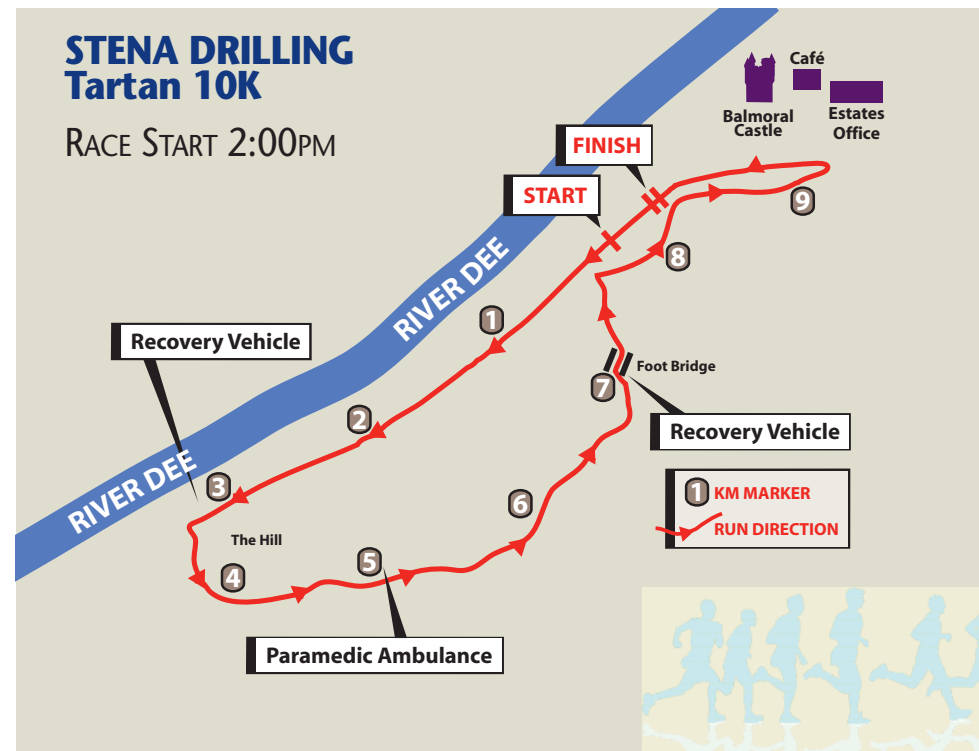 STENA DRILLING
Tartan 10K
RACE START 2:00PM
Café
Balmoral
Castle
Estates
Office
FINISH
START
9
8
RIVER DEE
1
Recovery Vehicle
Foot Bridge
7
2
Recovery Vehicle
RIVER DEE
3
6
1 KM MARKER
RUN DIRECTION
The Hill
4
5
Paramedic Ambulance